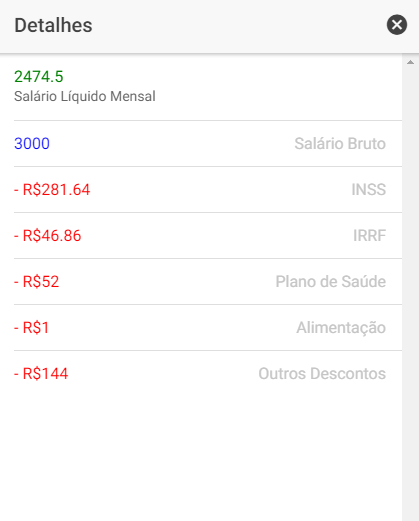 Detalhes
2474.5
Salário Líquido Mensal
3000 Salário Bruto
- R$281.64 INSS
- R$46.86 IRRF
- R$52 Plano de Saúde
- R$1 Alimentação
- R$144 Outros Descontos